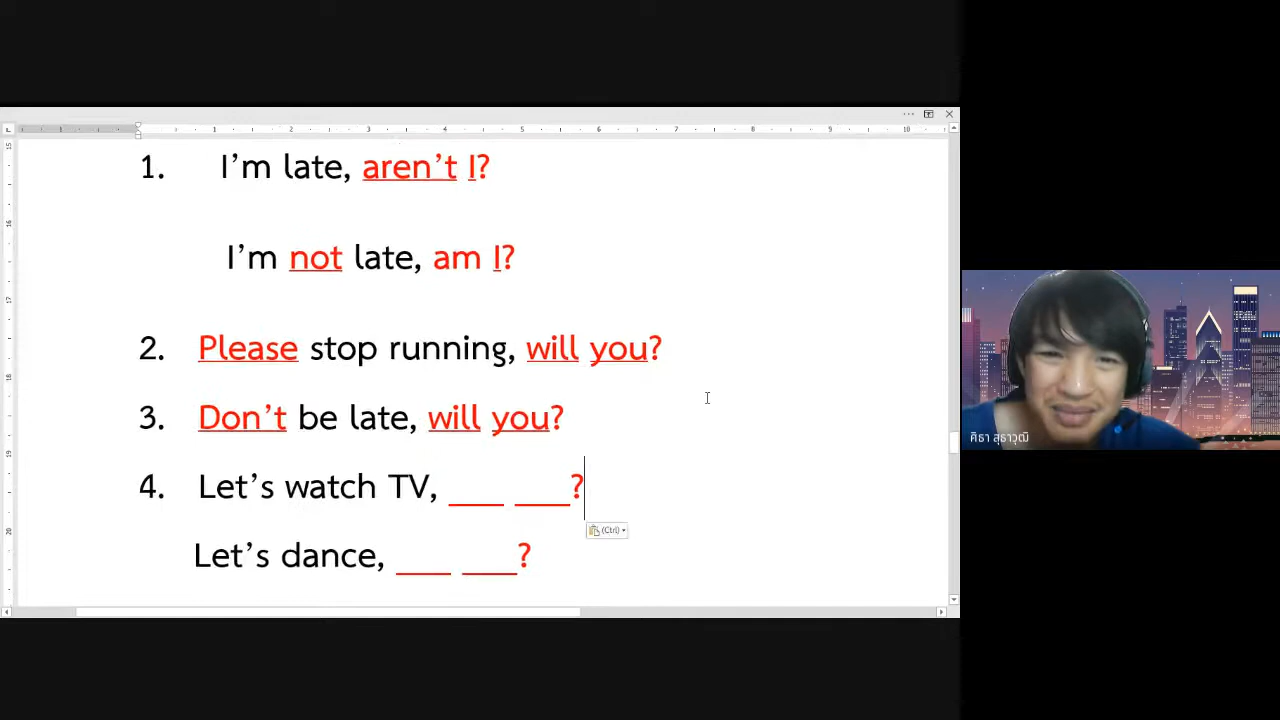 1. I'm late, aren't I?
I'm not late, am I?
2. Please stop running, will you?
3. Don't be late, will you?
4. Let's watch TV, ___ ___?
(Ctrl)
Let's dance, ___ ___?
ศิธา สุธาวุฒิ